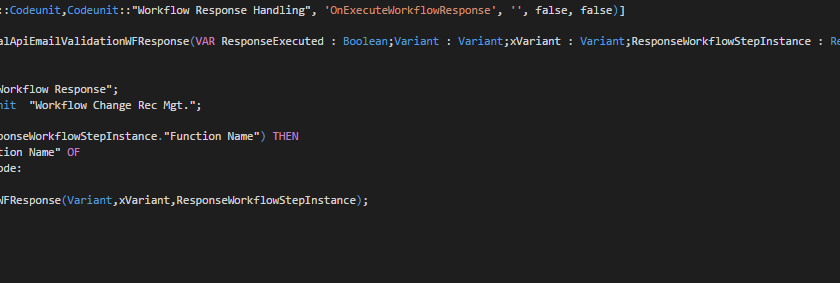 ::Codeunit,Codeunit::"Workflow Response Handling", 'OnExecuteWorkflowResponse', '', false, false)]
alApiEmailValidationWFResponse(VAR ResponseExecuted : Boolean;Variant : Variant;xVariant : Variant;ResponseWorkflowStepInstance : Re
Workflow Response";
nit "Workflow Change Rec Mgt.";
ponseWorkflowStepInstance."Function Name") THEN
tion Name" OF
ode:
WFResponse(Variant,xVariant,ResponseWorkflowStepInstance);